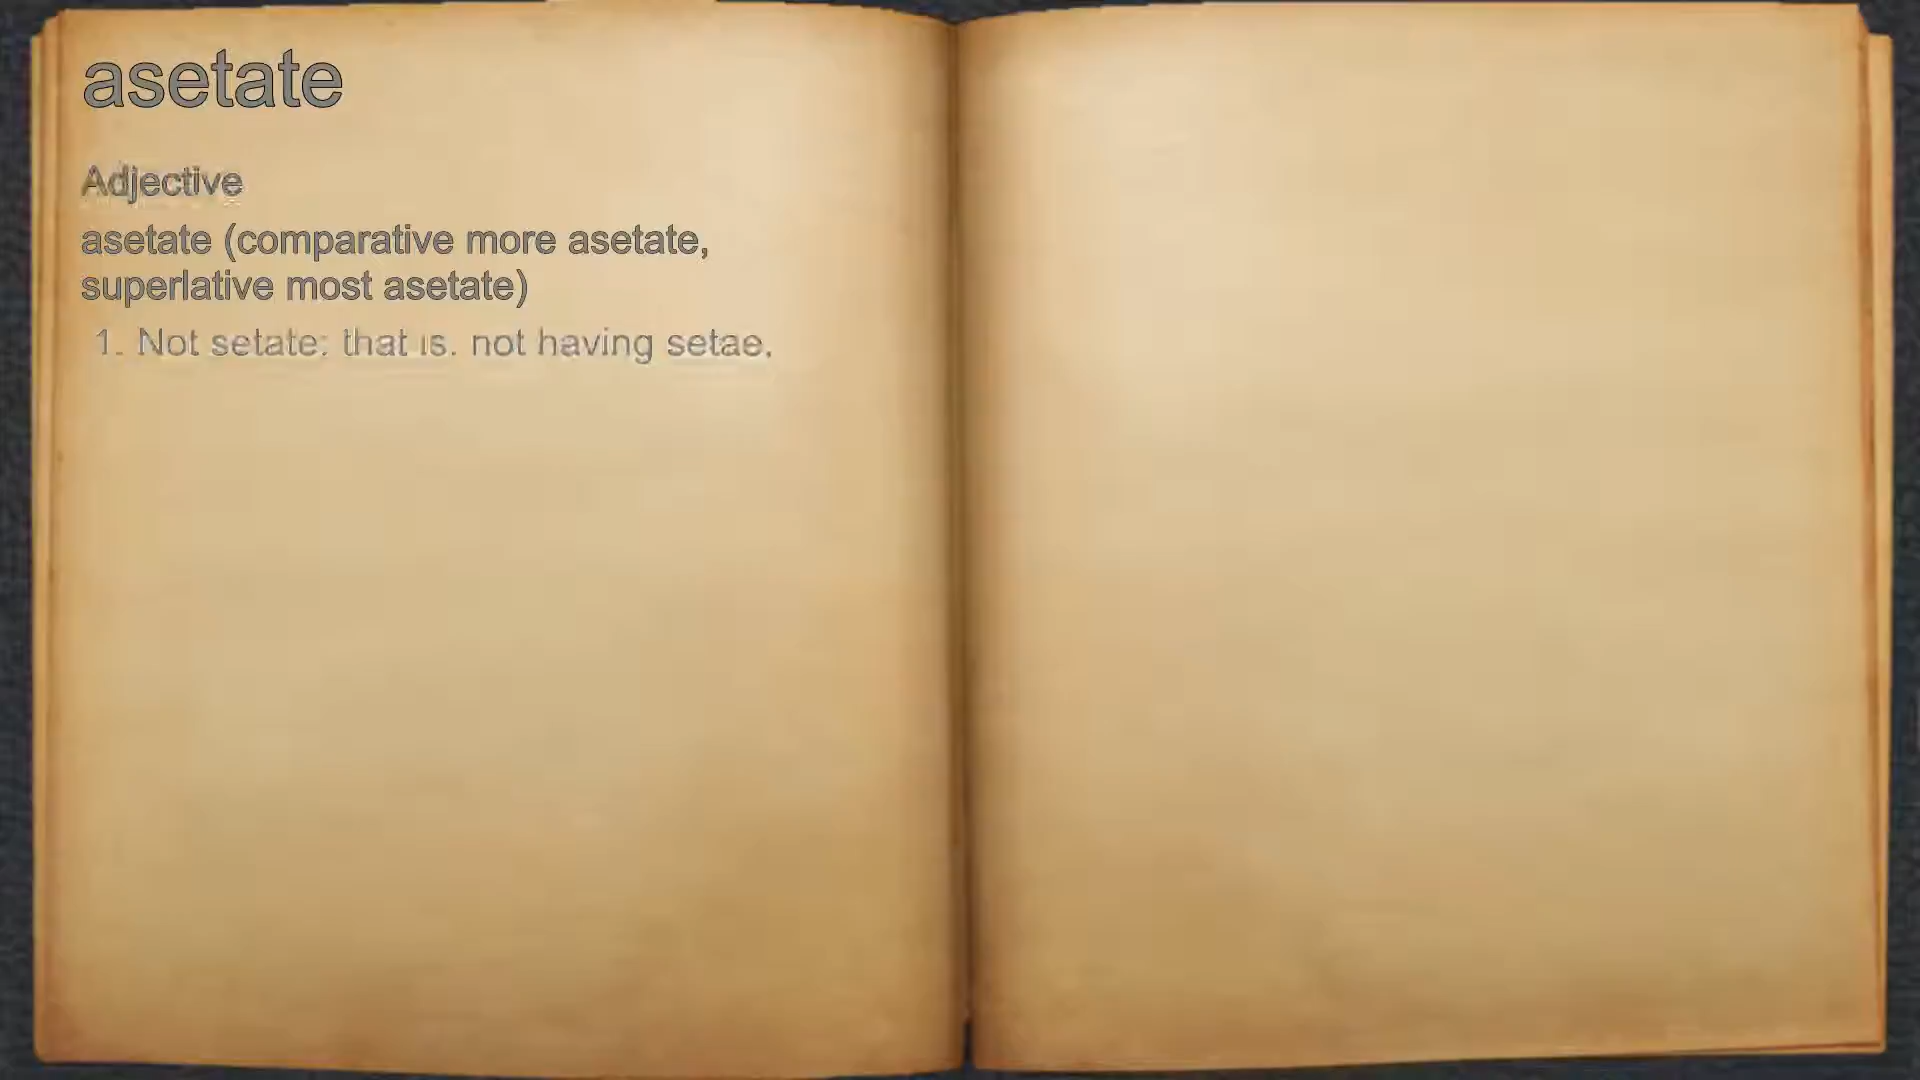 asetate
Adjective
asetate (comparative more asetate,
superlative most asetate)
1. Not setate; that is, not having setae.